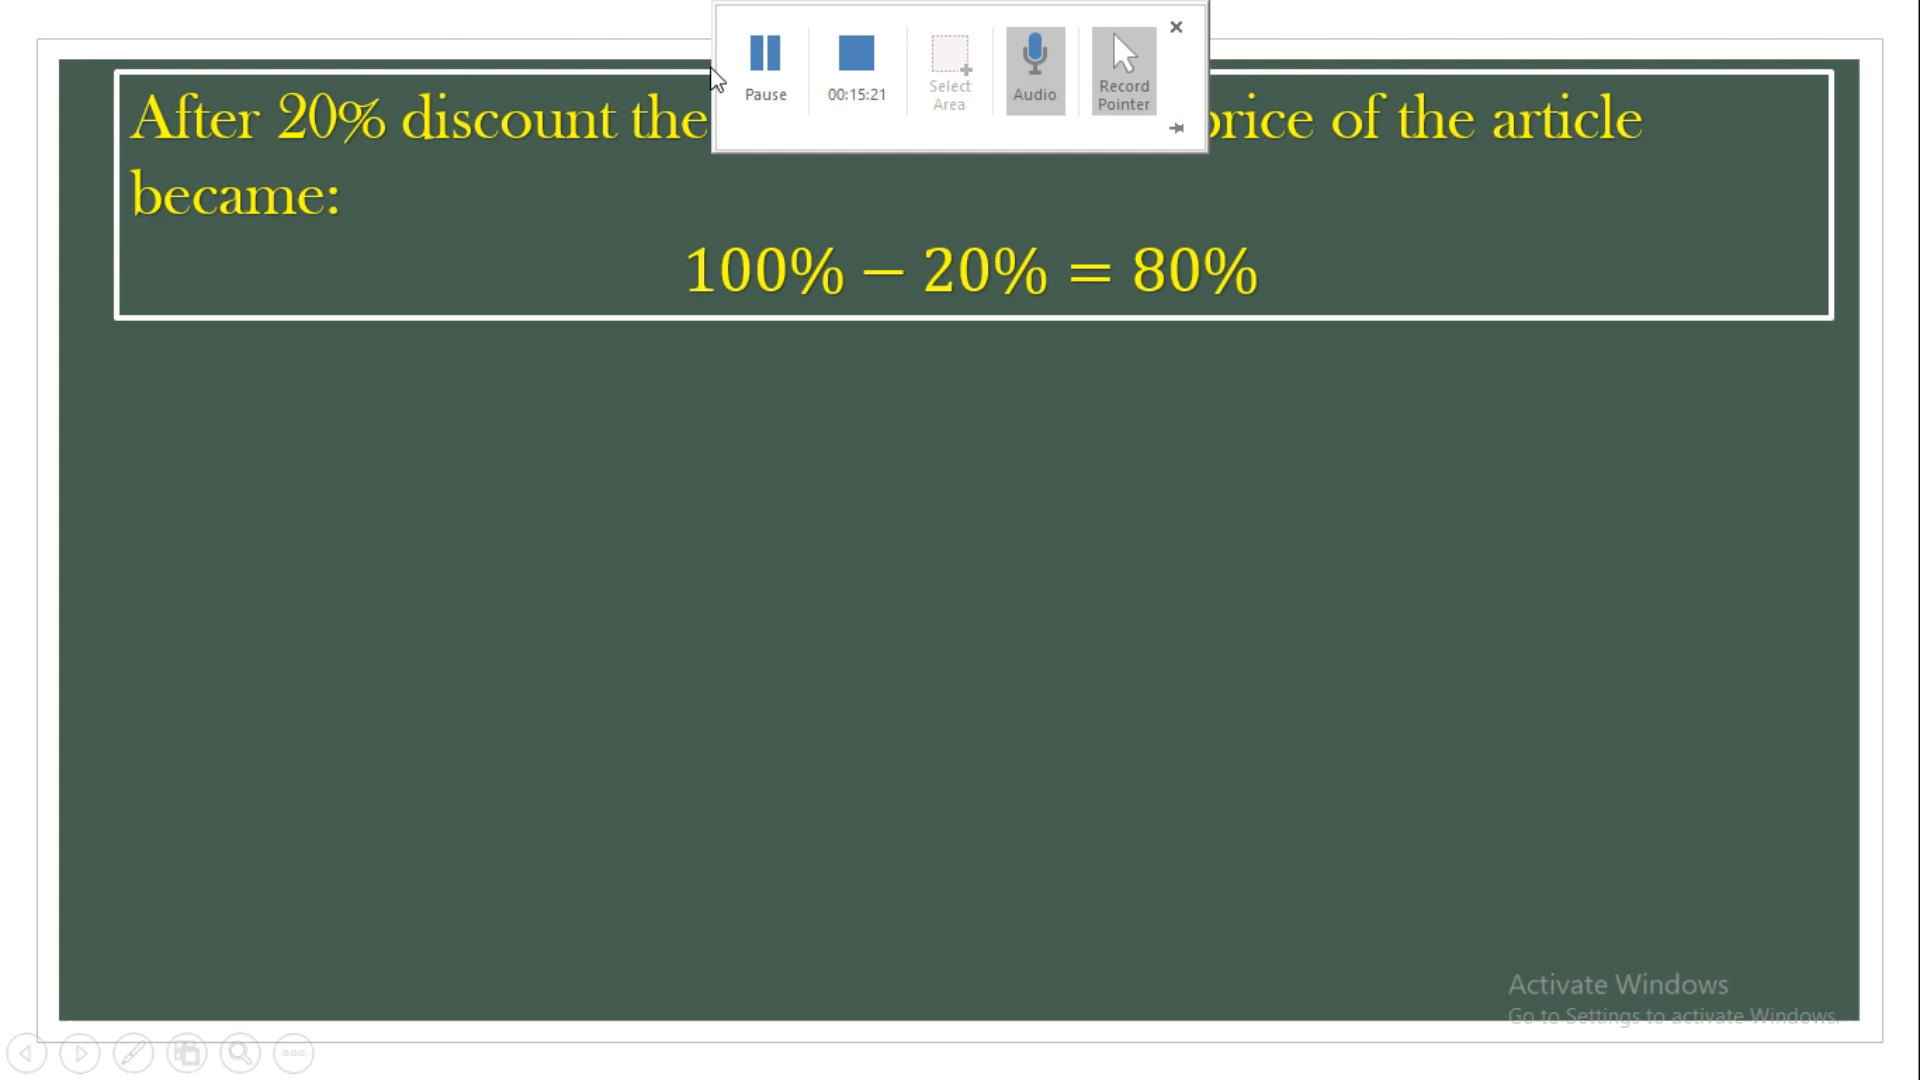 Pause
00:15:21
Select
Area
Audio
Record
Pointer
After 20% discount the price of the article
became:
100% − 20% = 80%
Activate Windows
Go to Settings to activate Windows.